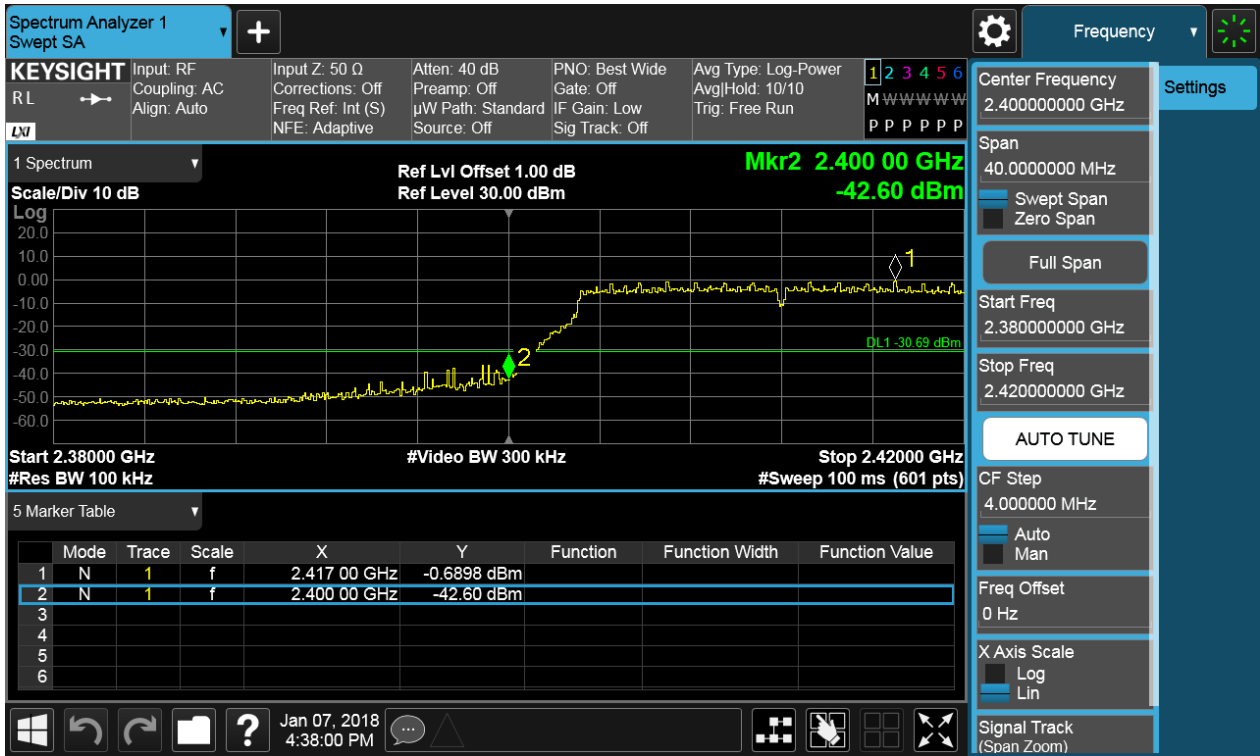 Spectrum Analyzer 1
Swept SA
Frequency
KEYSIGHT
RL
LXI
Input: RF
Coupling: AC
Align: Auto
Input Z: 50 Ω
Corrections: Off
Freq Ref: Int (S)
NFE: Adaptive
Atten: 40 dB
Preamp: Off
µW Path: Standard
Source: Off
PNO: Best Wide
Gate: Off
IF Gain: Low
Sig Track: Off
Avg Type: Log-Power
Avg|Hold: 10/10
Trig: Free Run
1 2 3 4 5 6
M W W W W W
P P P P P P
1 Spectrum
Scale/Div 10 dB
Ref Lvl Offset 1.00 dB
Ref Level 30.00 dBm
Mkr2 2.400 00 GHz
-42.60 dBm
Log
20.0
10.0
0.00
-10.0
-20.0
-30.0
-40.0
-50.0
-60.0
1
2
DL1 -30.69 dBm
Start 2.38000 GHz
#Video BW 300 kHz
Stop 2.42000 GHz
#Res BW 100 kHz
#Sweep 100 ms (601 pts)
5 Marker Table
Mode Trace Scale X Y Function Function Width Function Value
1 N 1 f 2.417 00 GHz -0.6898 dBm
2 N 1 f 2.400 00 GHz -42.60 dBm
3
4
5
6
Jan 07, 2018
4:38:00 PM
Center Frequency
2.400000000 GHz
Settings
Span
40.0000000 MHz
Swept Span
Zero Span
Full Span
Start Freq
2.380000000 GHz
Stop Freq
2.420000000 GHz
AUTO TUNE
CF Step
4.000000 MHz
Auto
Man
Freq Offset
0 Hz
X Axis Scale
Log
Lin
Signal Track
(Span Zoom)